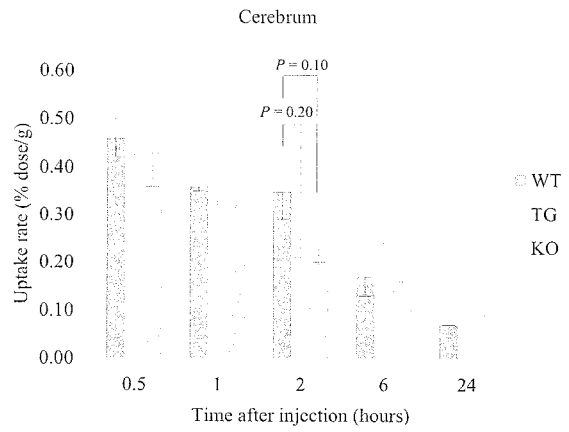 Cerebrum
P = 0.10
P = 0.20
0.60
0.50
0.40
0.30
0.20
0.10
0.00
Uptake rate (% dose/g)
WT
TG
KO
0.5 1 2 6 24
Time after injection (hours)